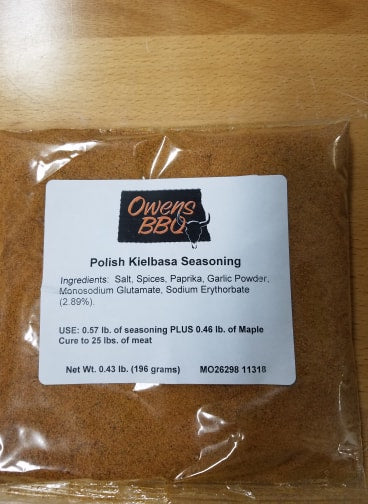 Owens
BBQ
Polish Kielbasa Seasoning
Ingredients: Salt, Spices, Paprika, Garlic Powder,
Monosodium Glutamate, Sodium Erythorbate
(2.89%).
USE: 0.57 lb. of seasoning PLUS 0.46 lb. of Maple
Cure to 25 lbs. of meat
Net Wt. 0.43 lb. (196 grams) MO26298 11318